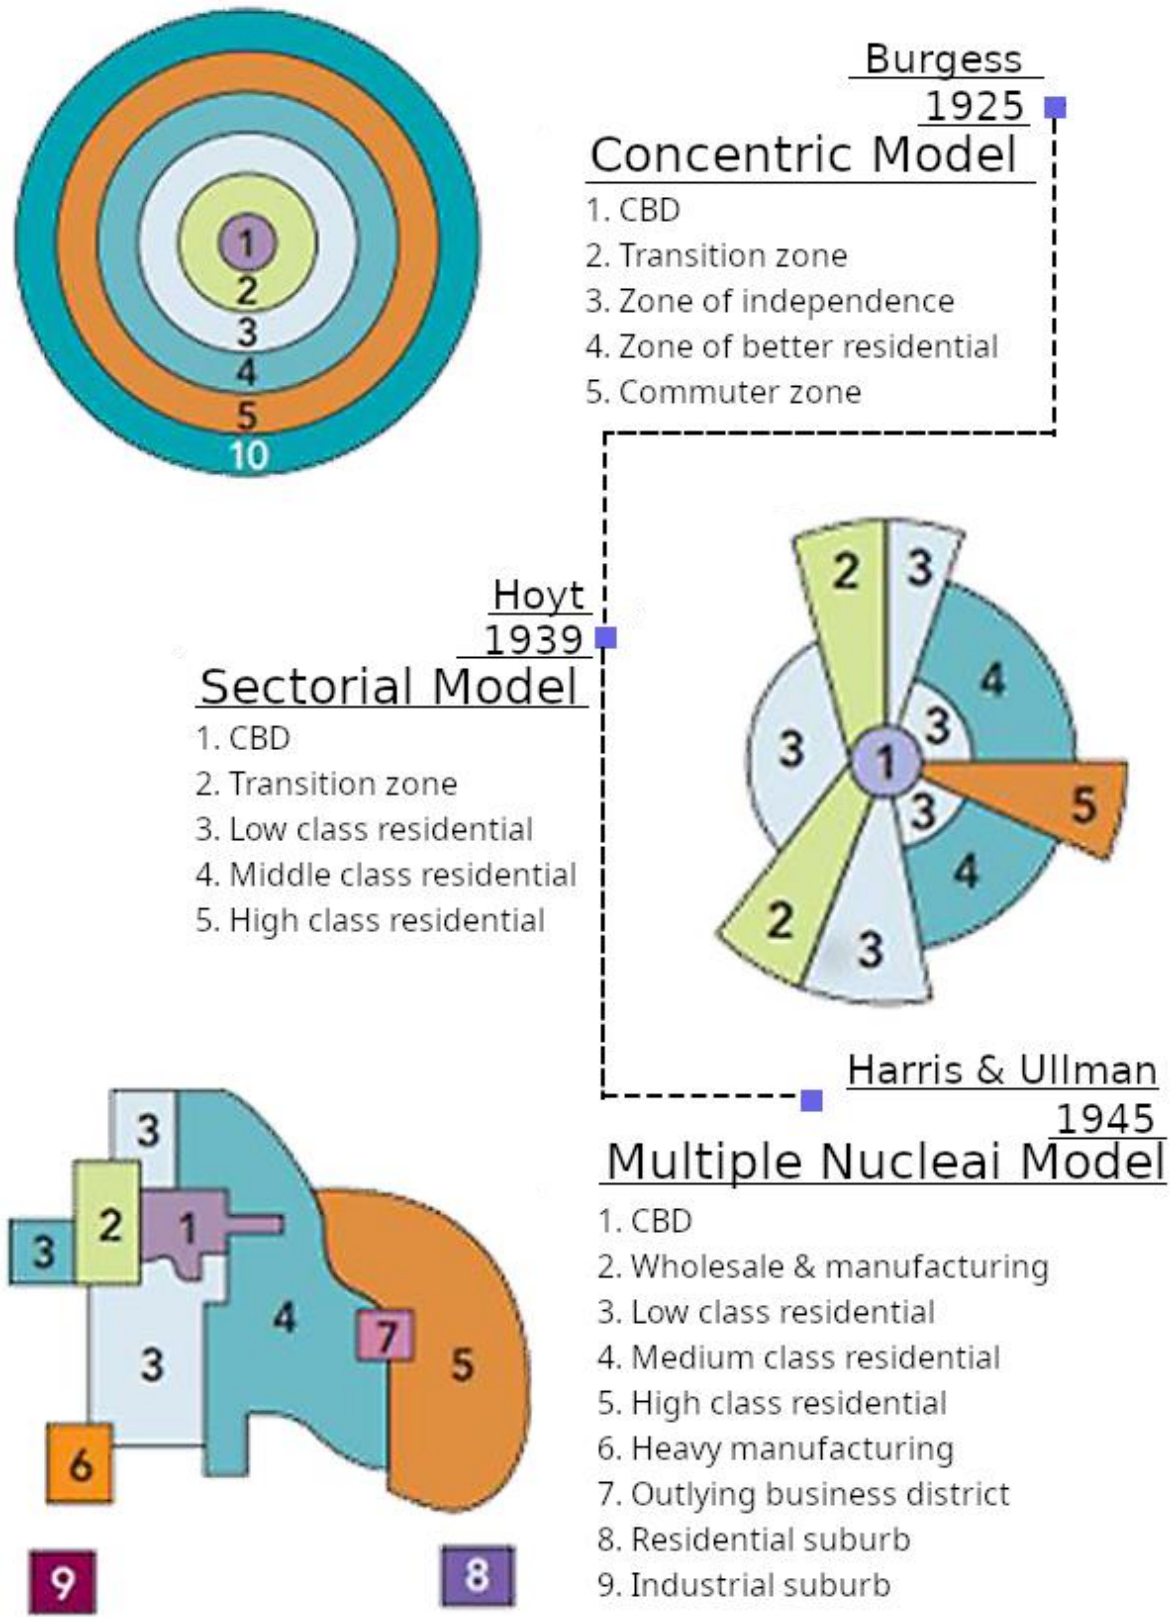 Burgess
1925
Concentric Model
1. CBD
2. Transition zone
3. Zone of independence
4. Zone of better residential
5. Commuter zone
1
2
3
4
5
10
Hoyt
1939
Sectorial Model
1. CBD
2. Transition zone
3. Low class residential
4. Middle class residential
5. High class residential
2
3
4
3
3
1
5
3
4
2
3
Harris & Ullman
1945
Multiple Nucleai Model
1. CBD
2. Wholesale & manufacturing
3. Low class residential
4. Medium class residential
5. High class residential
6. Heavy manufacturing
7. Outlying business district
8. Residential suburb
9. Industrial suburb
3
2
1
3
4
7
3
5
6
9
8